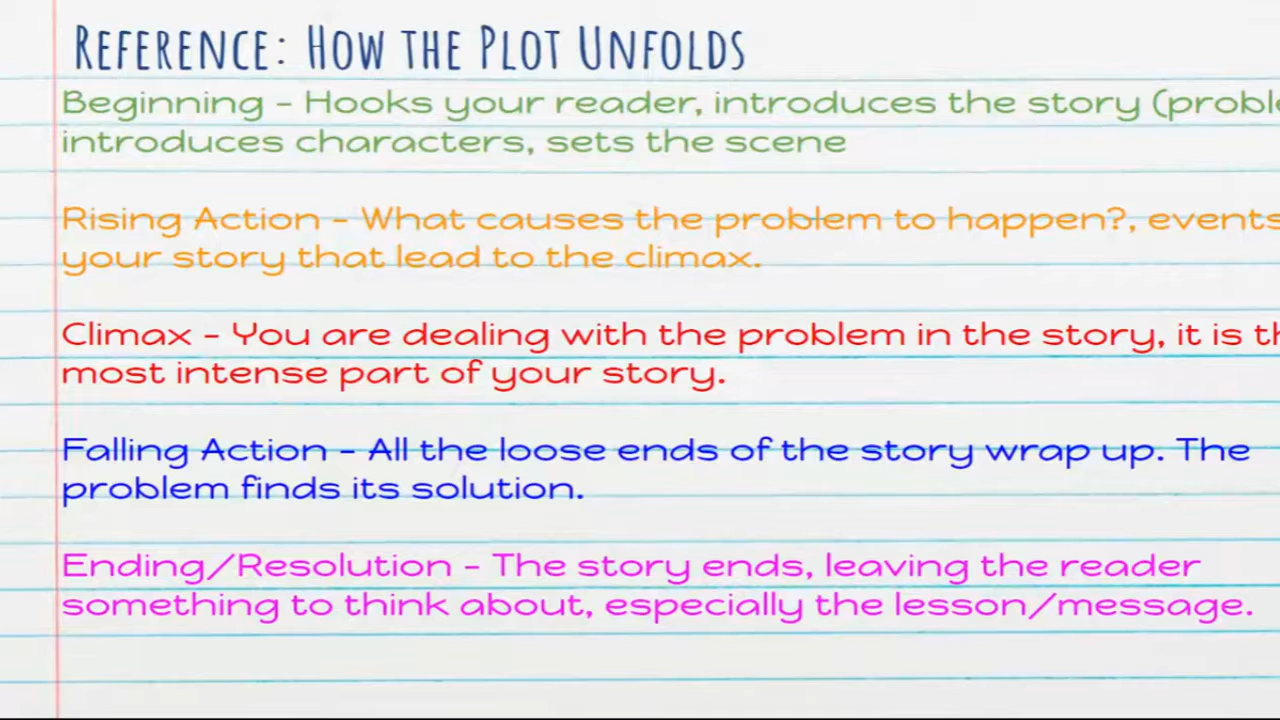 REFERENCE: HOW THE PLOT UNFOLDS
Beginning - Hooks your reader, introduces the story
introduces characters, sets the scene
Rising Action - What causes the problem to happen?, events
your story that lead to the climax.
Climax - You are dealing with the problem in the story, it is
most intense part of your story.
Falling Action - All the loose ends of the story wrap up. The
problem finds its solution.
Ending/Resolution - The story ends, leaving the reader
something to think about, especially the lesson/message.